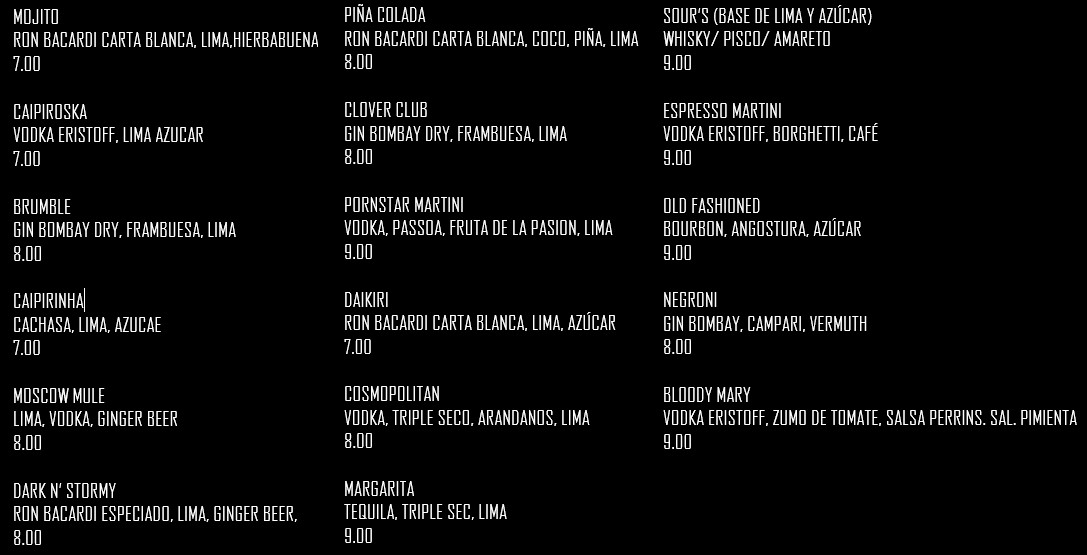 MOJITO
RON BACARDI CARTA BLANCA, LIMA,HIERBABUENA
7.00
CAIPIROSKA
VODKA ERISTOFF, LIMA AZUCAR
7.00
BRUMBLE
GIN BOMBAY DRY, FRAMBUESA, LIMA
8.00
CAIPIRINHA
CACHASA, LIMA, AZUCAE
7.00
MOSCOW MULE
LIMA, VODKA, GINGER BEER
8.00
DARK N' STORMY
RON BACARDI ESPECIADO, LIMA, GINGER BEER,
8.00
PIÑA COLADA
RON BACARDI CARTA BLANCA, COCO, PIÑA, LIMA
8.00
CLOVER CLUB
GIN BOMBAY DRY, FRAMBUESA, LIMA
8.00
PORNSTAR MARTINI
VODKA, PASSOA, FRUTA DE LA PASION, LIMA
9.00
DAIKIRI
RON BACARDI CARTA BLANCA, LIMA, AZÚCAR
7.00
COSMOPOLITAN
VODKA, TRIPLE SECO, ARANDANOS, LIMA
8.00
MARGARITA
TEQUILA, TRIPLE SEC, LIMA
9.00
SOUR'S (BASE DE LIMA Y AZÚCAR)
WHISKY/ PISCO/ AMARETO
9.00
ESPRESSO MARTINI
VODKA ERISTOFF, BORGHETTI, CAFÉ
9.00
OLD FASHIONED
BOURBON, ANGOSTURA, AZÚCAR
9.00
NEGRONI
GIN BOMBAY, CAMPARI, VERMUTH
8.00
BLOODY MARY
VODKA ERISTOFF, ZUMO DE TOMATE, SALSA PERRINS. SAL. PIMIENTA
9.00